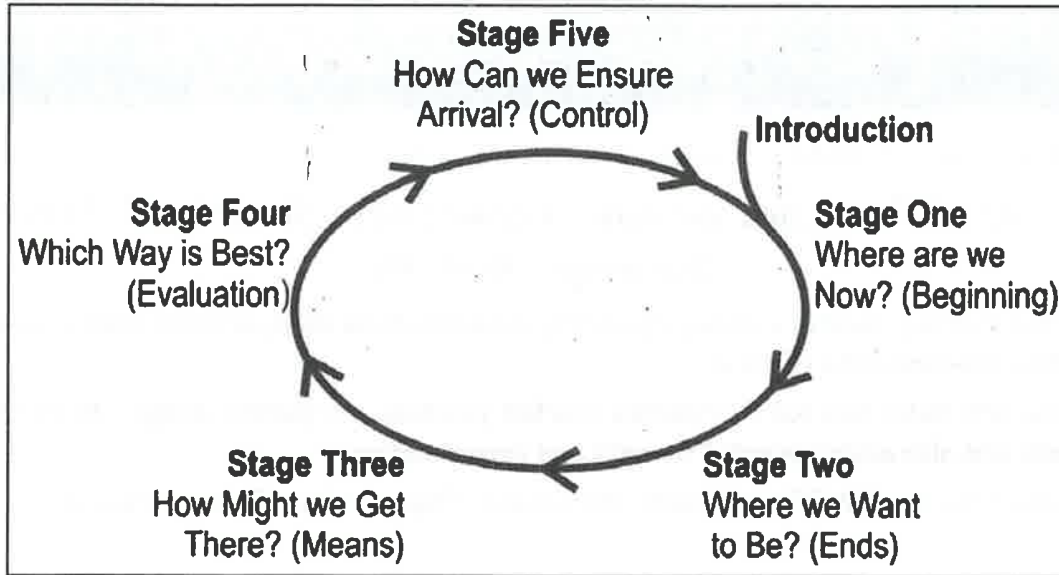 Stage Five
How Can we Ensure
Arrival? (Control)
Introduction
Stage One
Where are we
Now? (Beginning)
Stage Two
Where we Want
to Be? (Ends)
Stage Three
How Might we Get
There? (Means)
Stage Four
Which Way is Best?
(Evaluation)